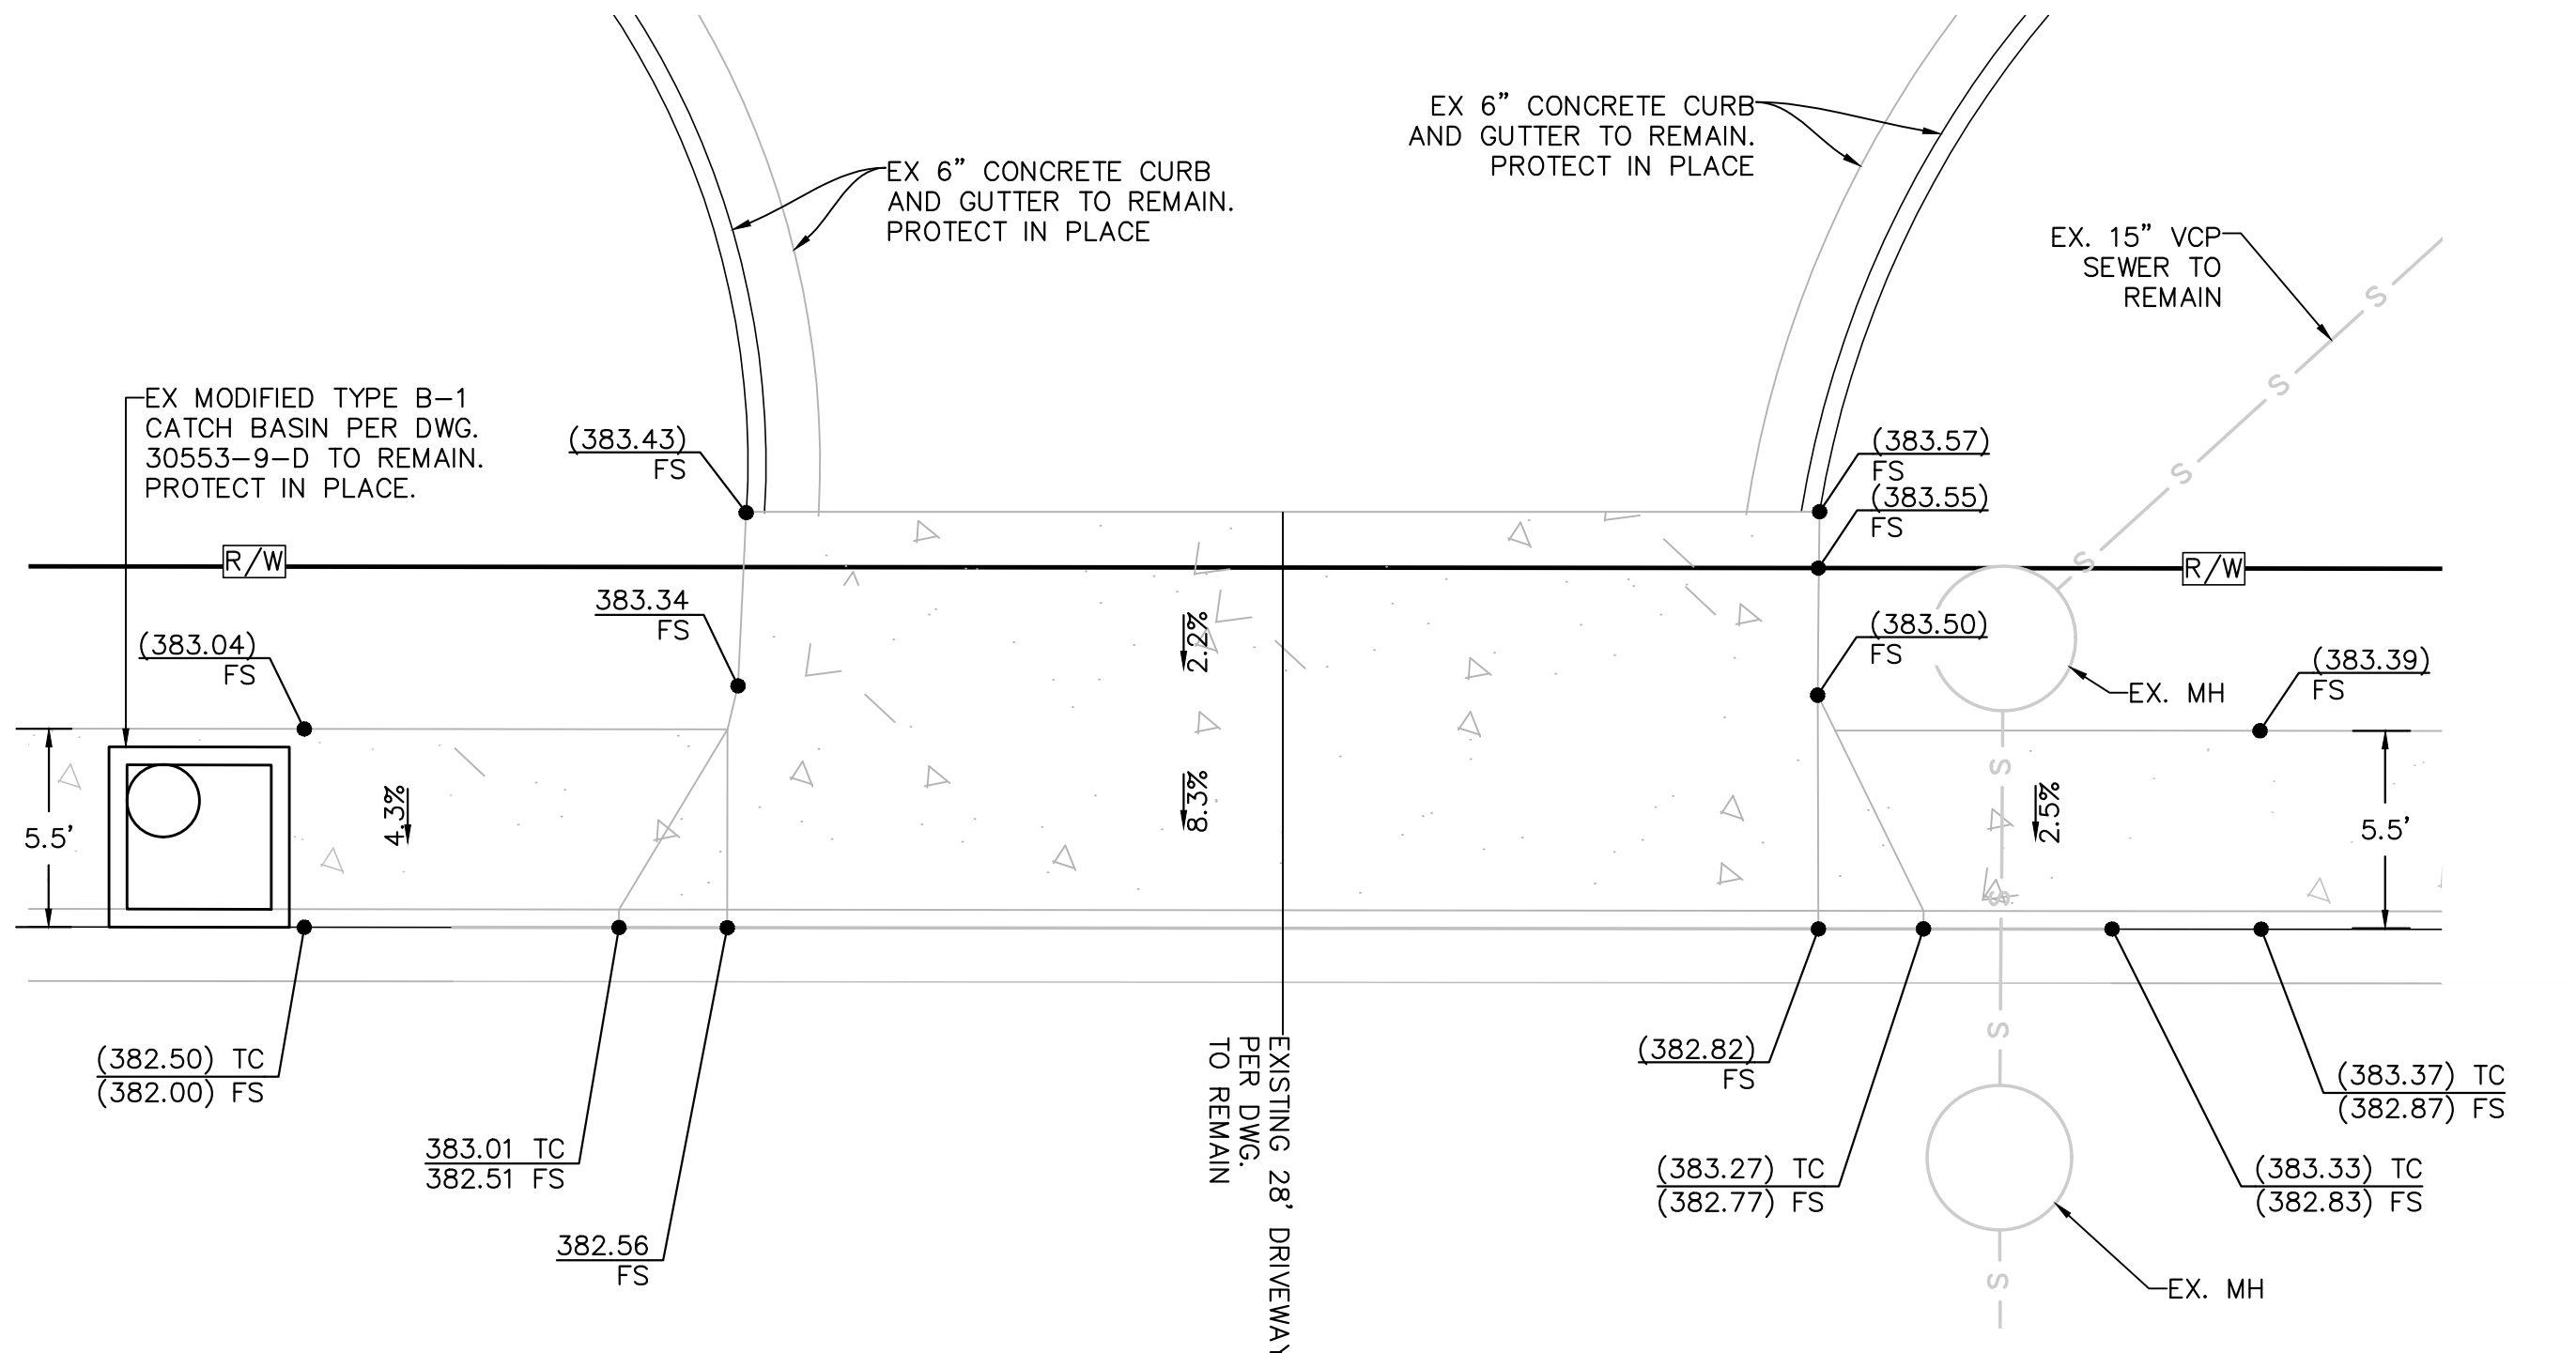 EX 6” CONCRETE CURB
AND GUTTER TO REMAIN.
PROTECT IN PLACE
EX 6” CONCRETE CURB
AND GUTTER TO REMAIN.
PROTECT IN PLACE
EX. 15” VCP
SEWER TO
REMAIN
S
S
S
S
EX MODIFIED TYPE B-1
CATCH BASIN PER DWG.
30553-9-D TO REMAIN.
PROTECT IN PLACE.
(383.43)
FS
(383.57)
FS
(383.55)
FS
R/W
R/W
383.34
FS
(383.04)
FS
2.2%
(383.50)
FS
EX. MH
(383.39)
FS
5.5’
4.3%
8.3%
S
S
2.5%
5.5’
(382.50) TC
(382.00) FS
383.01 TC
382.51 FS
382.56
FS
EXISTING 28’ DRIVEWAY
PER DWG.
TO REMAIN
(382.82)
FS
(383.27) TC
(382.77) FS
S
(383.37) TC
(382.87) FS
(383.33) TC
(382.83) FS
EX. MH
S